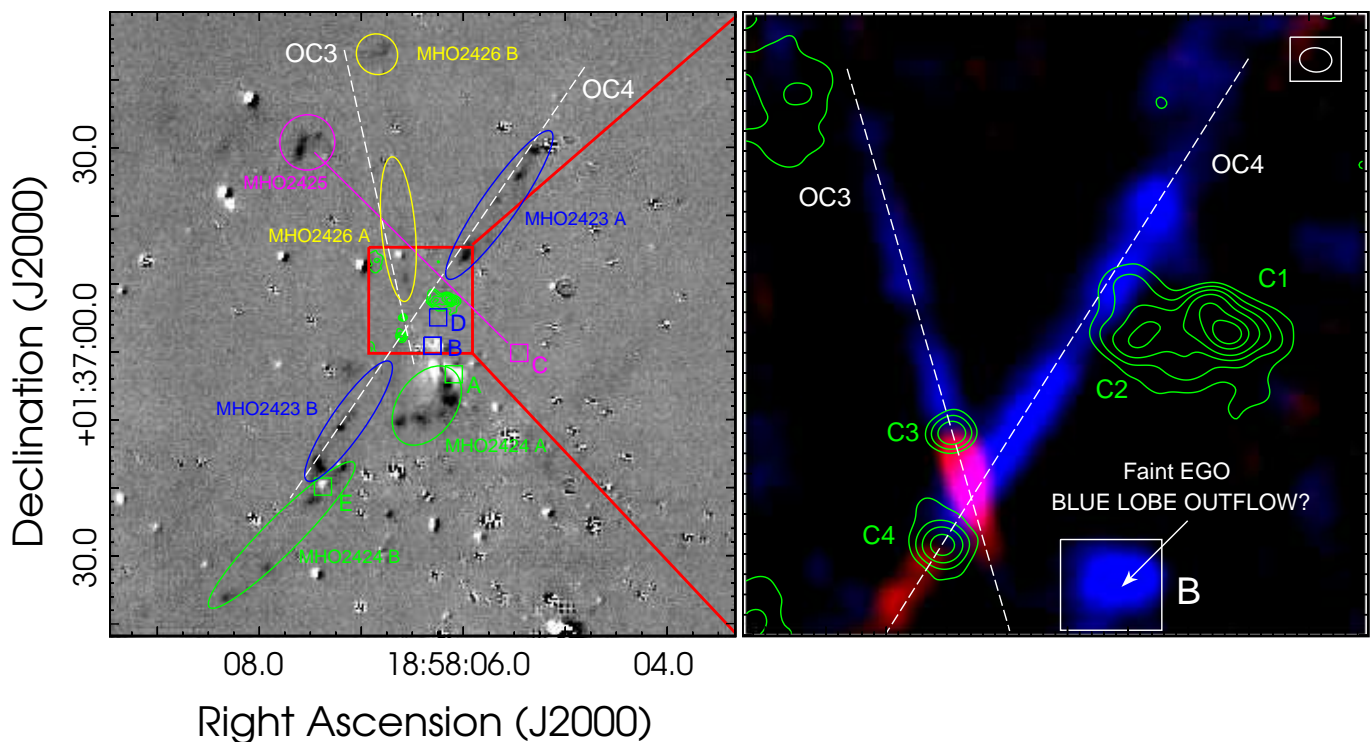 OC3
MHO2426 B
OC4
MHO2425
MHO2423 A
MHO2426 A
D
B
C
A
MHO2423 B
MHO2424 A
E
MHO2424 B
30.0
+01:37:00.0
30.0
Declination (J2000)
08.0
18:58:06.0
04.0
Right Ascension (J2000)
OC3
OC4
C1
C2
C3
C4
Faint EGO
BLUE LOBE OUTFLOW?
B